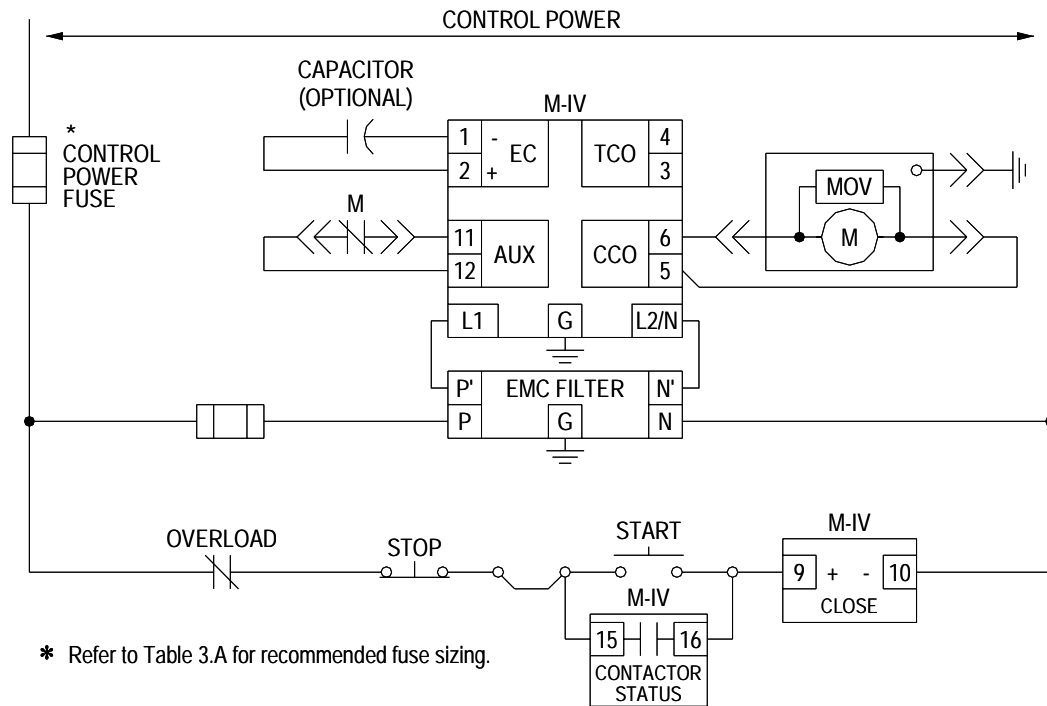 CONTROL POWER
CAPACITOR
(OPTIONAL)
M-IV
*
CONTROL
POWER
FUSE
1 - EC TCO 4
2 + 3
MOV
M
M
11 AUX CCO 6
12 5
L1 G L2/N
P' EMC FILTER N'
P G N
OVERLOAD
STOP
START
M-IV
9 + - 10
CLOSE
M-IV
15 16
CONTACTOR
STATUS
* Refer to Table 3.A for recommended fuse sizing.